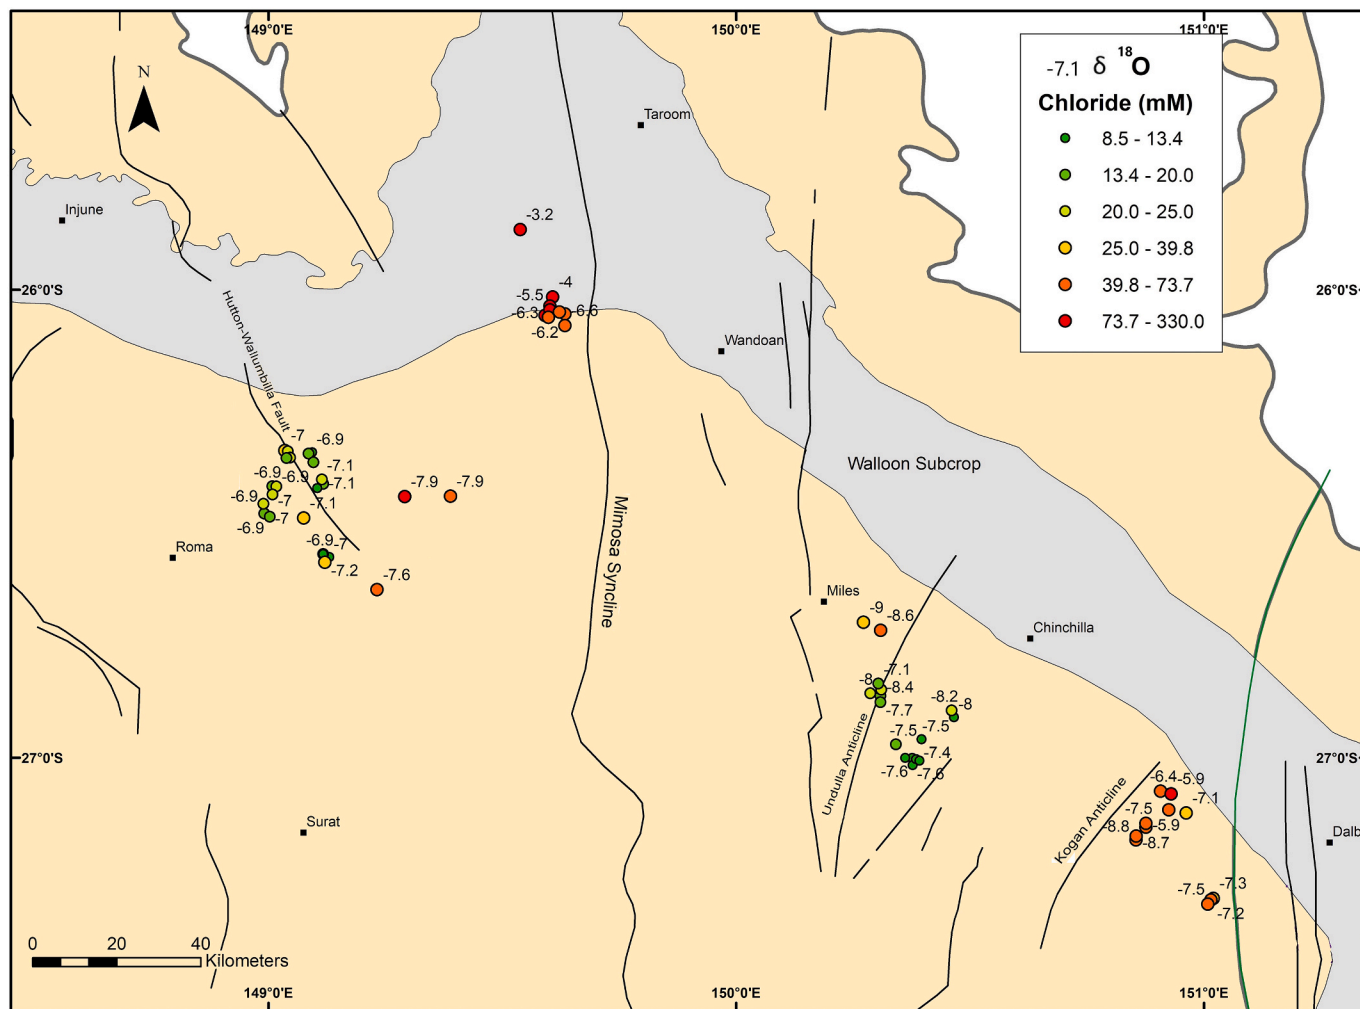 149°0'E
150°0'E
151°0'E
-7.1 δ 18O
Chloride (mM)
8.5 - 13.4
13.4 - 20.0
20.0 - 25.0
25.0 - 39.8
39.8 - 73.7
73.7 - 330.0
N
Taroom
Injune
-3.2
26°0'S
26°0'S
-4
-5.5
-6.3
-6.6
-6.2
Hutton-Wallumbilla Fault
Wandoan
-7
-6.9
-7.1
-6.9
-6.9
-7.1
-7.9
-7.9
-6.9
-7
-7.1
-6.9
-7
Walloon Subcrop
Mimosa Syncline
Roma
-6.9
-7
-7.2
-7.6
Miles
-9
-8.6
Chinchilla
-7.1
-8
-8.4
-7.7
-8.2
-8
-7.5
-7.5
-7.4
-7.6
-7.6
Undulla Anticline
27°0'S
27°0'S
-6.4
-5.9
-7.1
-7.5
-8.8
-5.9
-8.7
Kogan Anticline
Surat
Dalb
-7.5
-7.3
-7.2
0 20 40
Kilometers
149°0'E
150°0'E
151°0'E